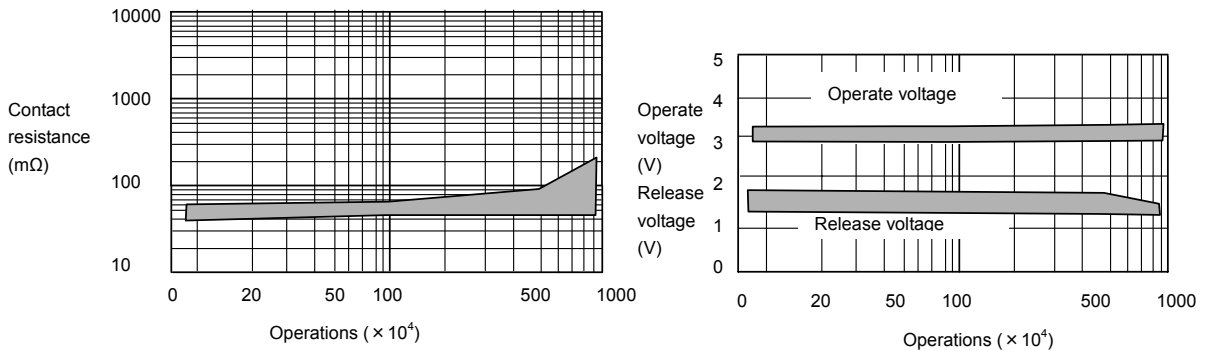 10000
1000
100
10
Contact
resistance
(mΩ)
0 20 50 100 500 1000
Operations (×10⁴)
5
4
3
2
1
0
Operate
voltage
(V)
Release
voltage
(V)
Operate voltage
Release voltage
0 20 50 100 500 1000
Operations (×10⁴)